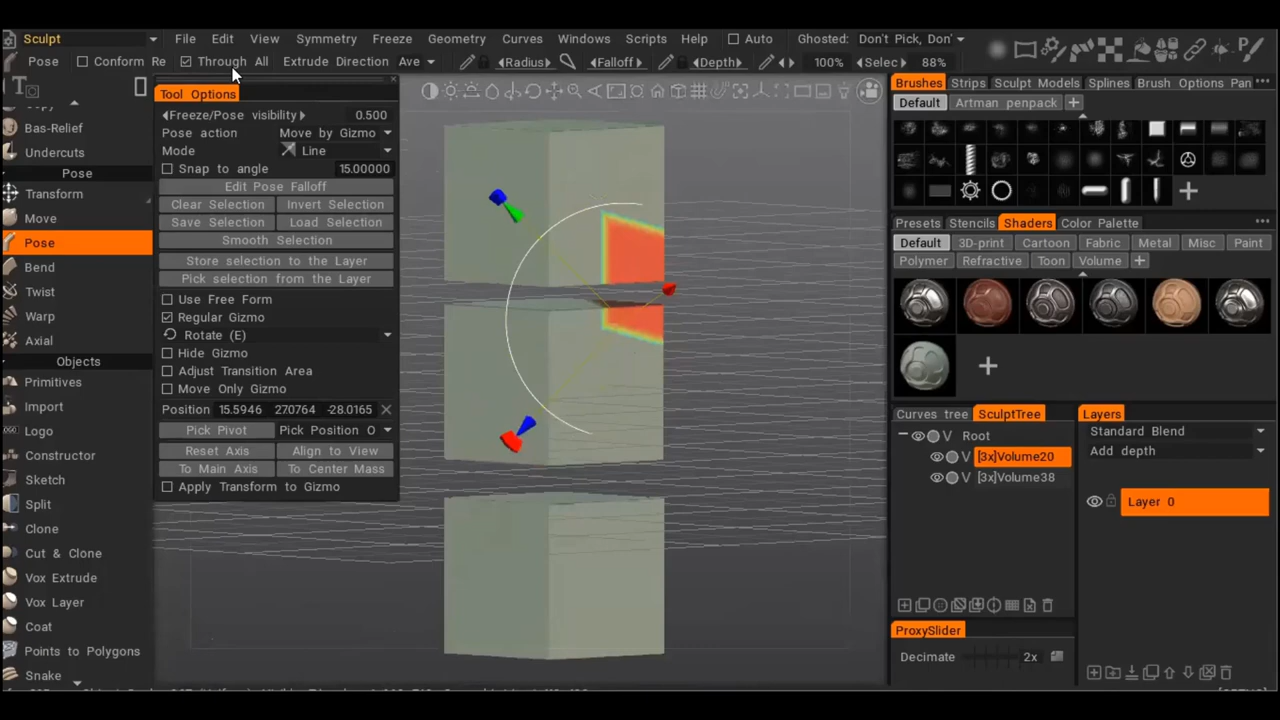 Sculpt File Edit View Symmetry Freeze Geometry Curves Windows Scripts Help Auto Ghosted: Don't Pick, Don'
Pose Conform Re Through All Extrude Direction Ave Radius Falloff Depth 100% Selec 88%
Bas-Relief
Undercuts
Pose
Transform
Move
Pose
Bend
Twist
Warp
Axial
Objects
Primitives
Import
Logo
Constructor
Sketch
Split
Clone
Cut & Clone
Vox Extrude
Vox Layer
Coat
Points to Polygons
Snake
Tool Options
Freeze/Pose visibility 0.500
Pose action Move by Gizmo
Mode Line
Snap to angle 15.00000
Edit Pose Falloff
Clear Selection Invert Selection
Save Selection Load Selection
Smooth Selection
Store selection to the Layer
Pick selection from the Layer
Use Free Form
Regular Gizmo
Rotate (E)
Hide Gizmo
Adjust Transition Area
Move Only Gizmo
Position 15.5946 27.0764 -28.0165
Pick Pivot Pick Position O
Reset Axis Align to View
To Main Axis To Center Mass
Apply Transform to Gizmo
Brushes Strips Sculpt Models Splines Brush Options Pan
Default Artman penpack
Presets Stencils Shaders Color Palette
Default 3D-print Cartoon Fabric Metal Misc Paint
Polymer Refractive Toon Volume
Curves tree SculptTree
Root
[3x]Volume20
[3x]Volume38
Layers
Standard Blend
Add depth
Layer 0
ProxySlider
Decimate 2x